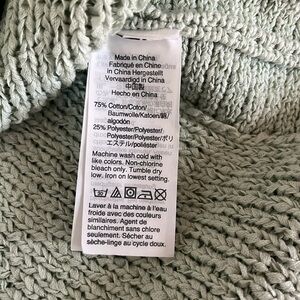 Made in China/
Fabriqué en Chine/
in China Hergestellt
Vervaardigd in China/
中国製/
Hecho en China
75% Cotton/Coton/
Baumwolle/Katoen/綿/
algodón
25% Polyester/Polyester/
Polyester/Polyester/ポリ
エステル/poliéster
Machine wash cold with
like colors. Non-chlorine
bleach only. Tumble dry
low. Iron on lowest setting.
Laver à la machine à l'eau
froide avec des couleurs
similaires. Agent de
blanchiment sans chlore
seulement. Sécher au
sèche-linge au cycle doux.